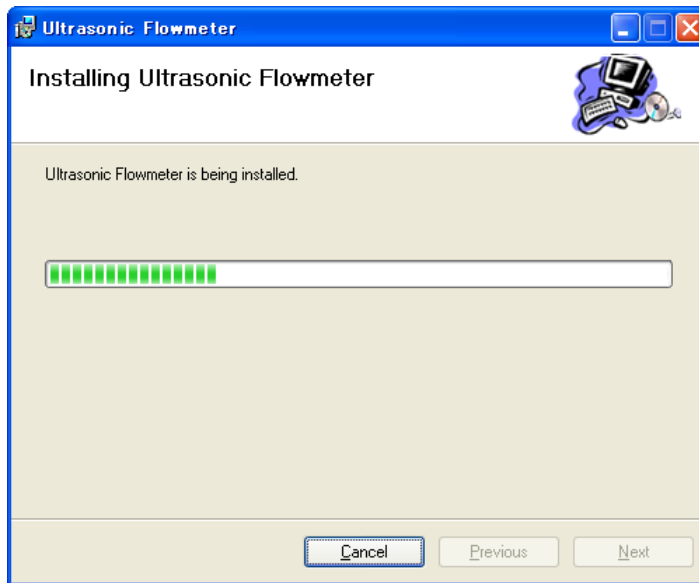 Ultrasonic Flowmeter
Installing Ultrasonic Flowmeter
Ultrasonic Flowmeter is being installed.
Cancel Previous Next